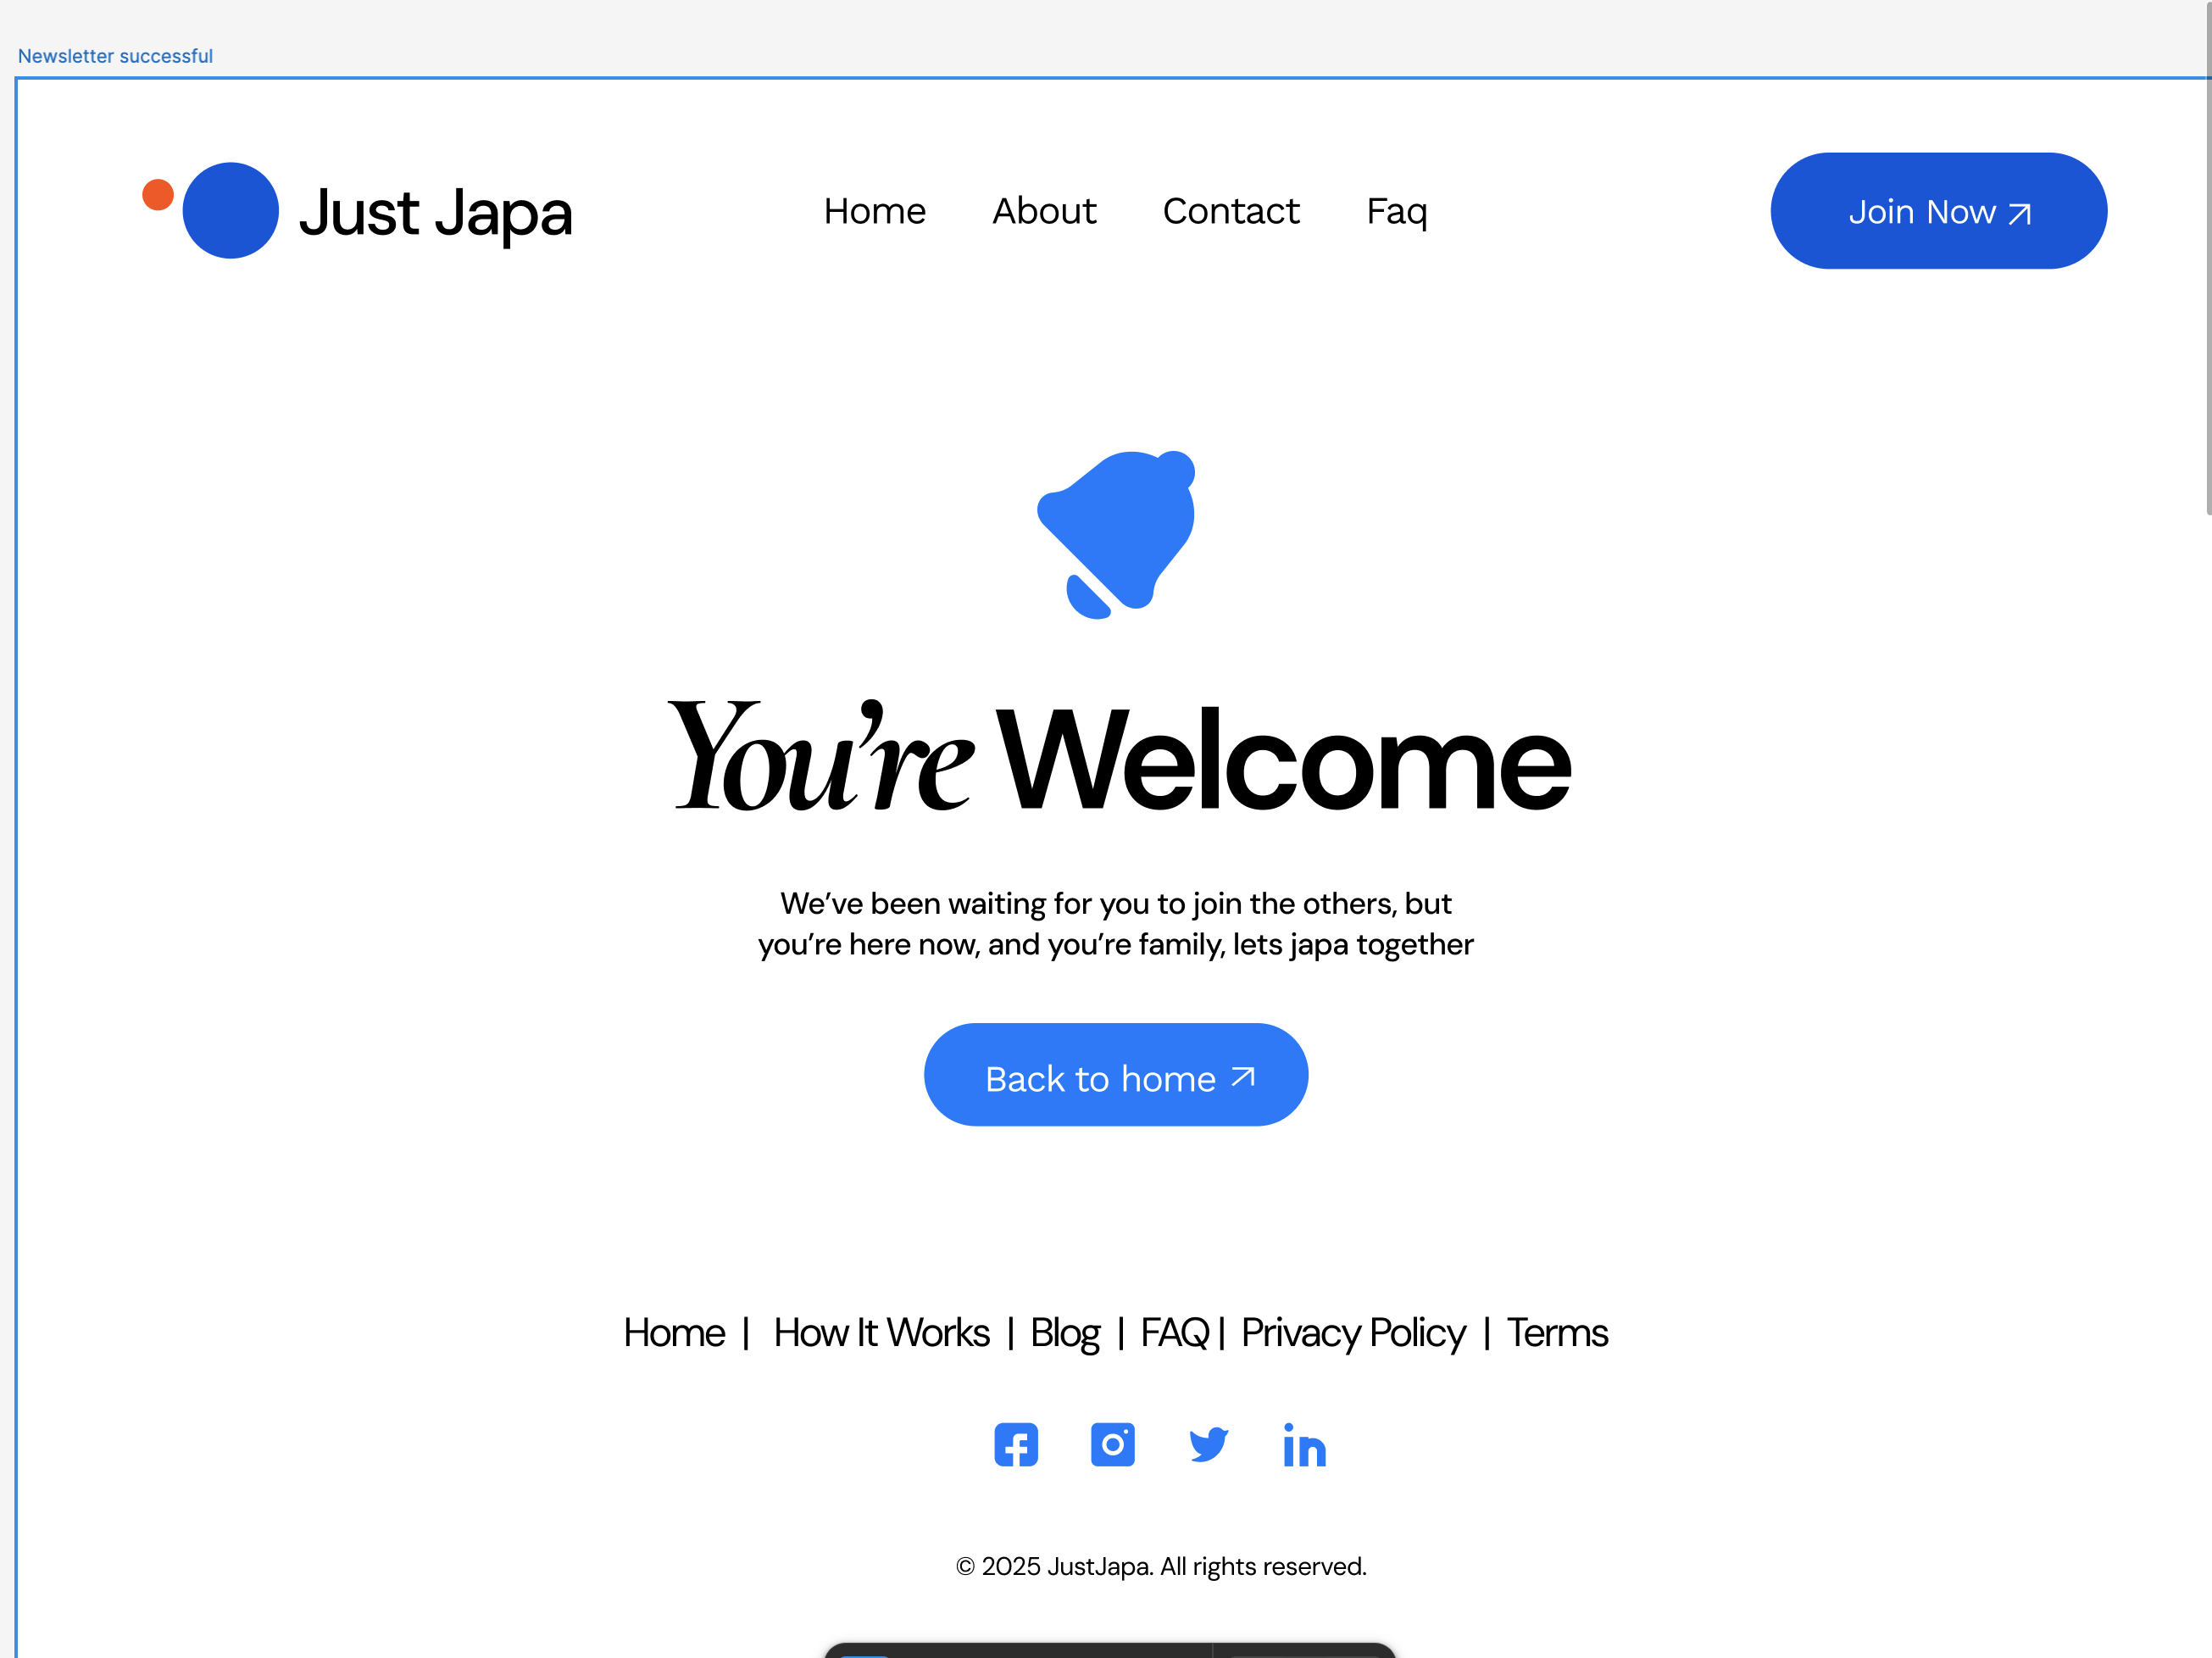 Newsletter successful
Just Japa
Home About Contact Faq
Join Now
You’re Welcome
We’ve been waiting for you to join the others, but
you’re here now, and you’re family, lets japa together
Back to home
Home | How It Works | Blog | FAQ | Privacy Policy | Terms
© 2025 JustJapa. All rights reserved.